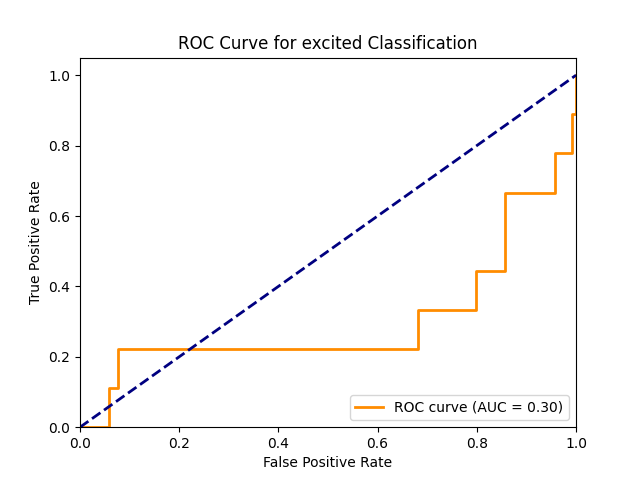 ROC Curve for excited Classification
True Positive Rate
1.0
0.8
0.6
0.4
0.2
0.0
ROC curve (AUC = 0.30)
0.0 0.2 0.4 0.6 0.8 1.0
False Positive Rate